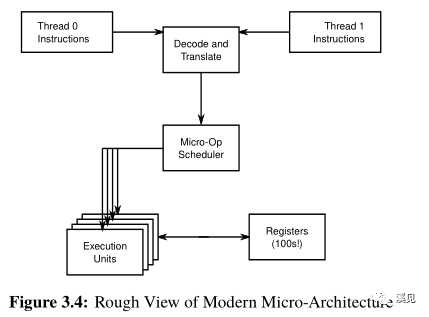 Thread 0
Instructions
Decode and
Translate
Thread 1
Instructions
Micro-Op
Scheduler
Execution
Units
Registers
(100s!)
Figure 3.4: Rough View of Modern Micro-Architecture
溪见